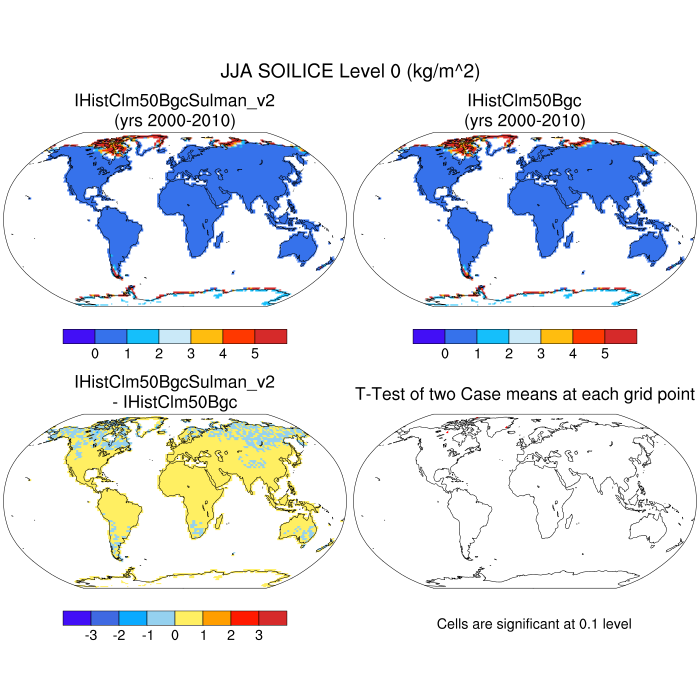 JJA SOILICE Level 0 (kg/m^2)
IHistClm50BgcSulman_v2
(yrs 2000-2010)
IHistClm50Bgc
(yrs 2000-2010)
0 1 2 3 4 5
0 1 2 3 4 5
IHistClm50BgcSulman_v2
- IHistClm50Bgc
T-Test of two Case means at each grid point
-3 -2 -1 0 1 2 3
Cells are significant at 0.1 level